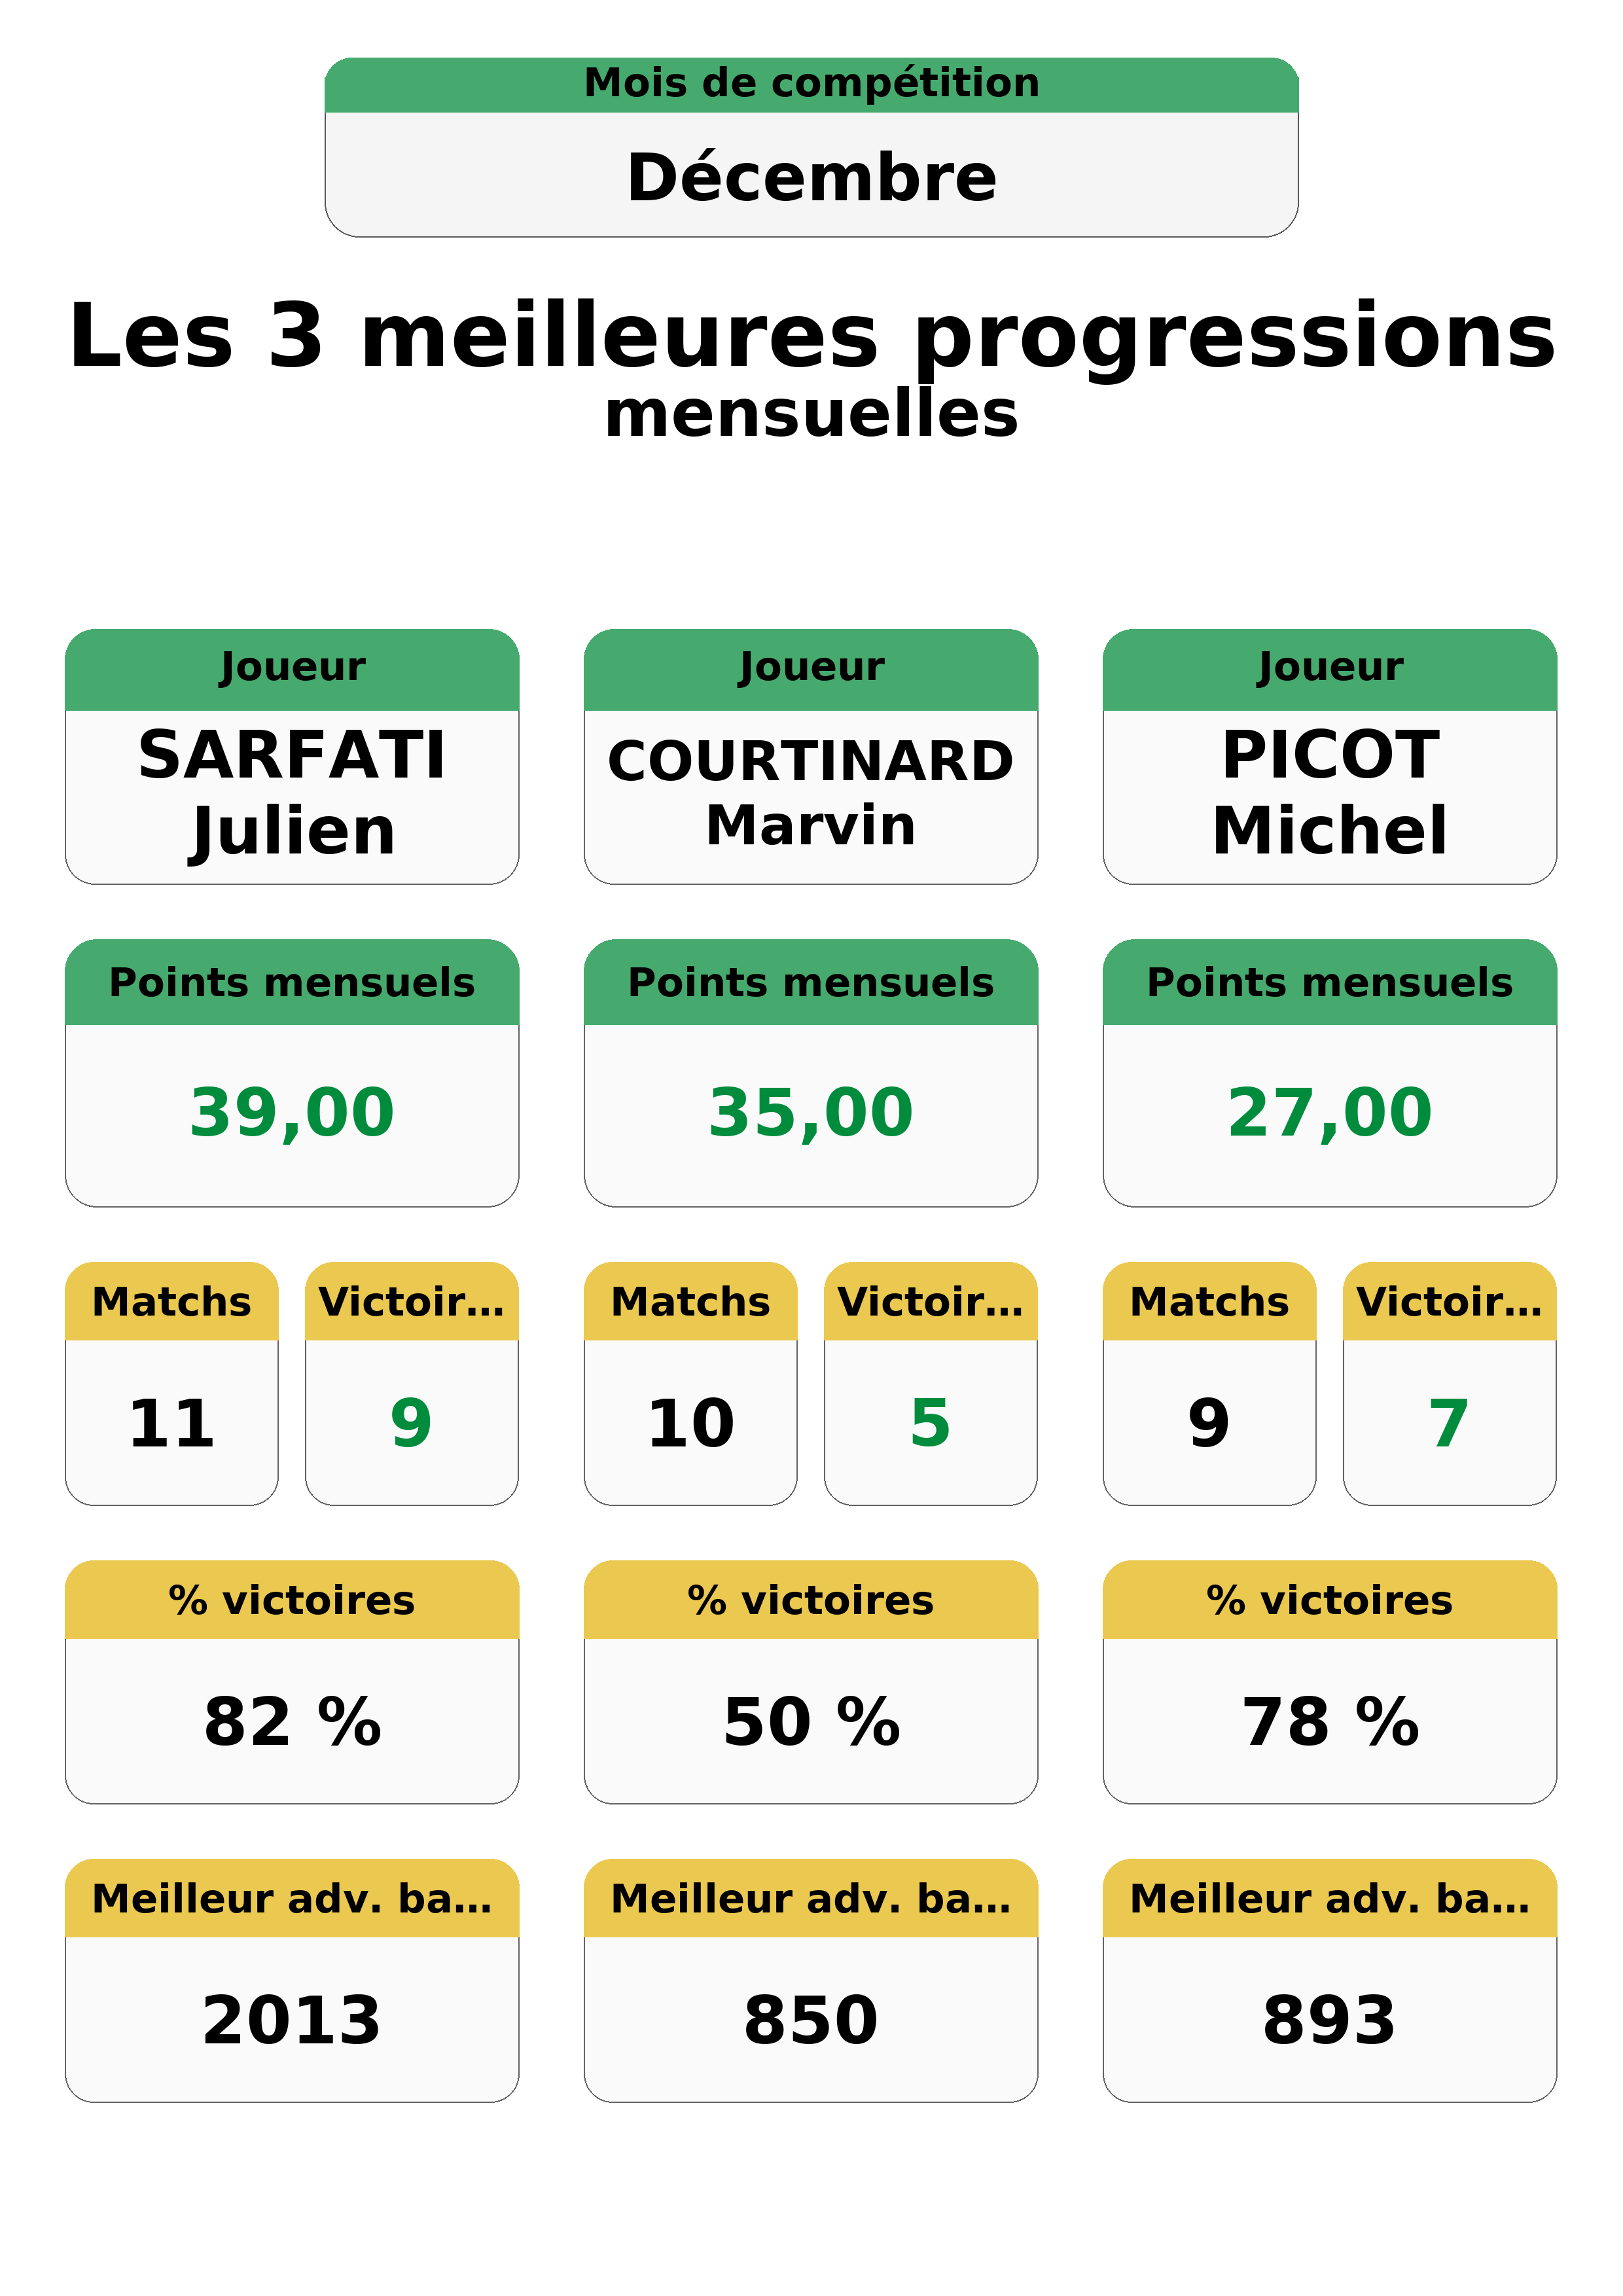 Mois de compétition
Décembre
Les 3 meilleures progressions
mensuelles
Joueur Joueur Joueur
SARFATI COURTINARD PICOT
Julien Marvin Michel
Points mensuels Points mensuels Points mensuels
39,00 35,00 27,00
Matchs Victoir... Matchs Victoir... Matchs Victoir...
11 9 10 5 9 7
% victoires % victoires % victoires
82 % 50 % 78 %
Meilleur adv. ba... Meilleur adv. ba... Meilleur adv. ba...
2013 850 893